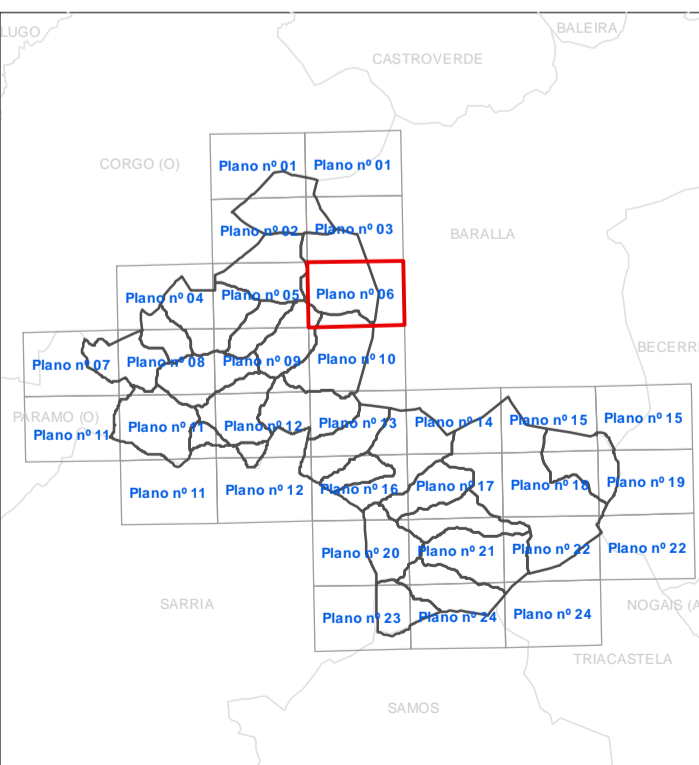 LUGO
BALEIRA
CASTROVERDE
CORGO (O)
Plano nº 01 Plano nº 01
Plano nº 02 Plano nº 03
BARALLA
Plano nº 04 Plano nº 05 Plano nº 06
BECERR
Plano nº 07 Plano nº 08 Plano nº 09 Plano nº 10
PARAMO (O)
Plano nº 11 Plano nº 11 Plano nº 12 Plano nº 13 Plano nº 14 Plano nº 15 Plano nº 15
Plano nº 11 Plano nº 12 Plano nº 16 Plano nº 17 Plano nº 18 Plano nº 19
Plano nº 20 Plano nº 21 Plano nº 22 Plano nº 22
SARRIA
NOGAIS (A
Plano nº 23 Plano nº 24 Plano nº 24
TRIACASTELA
SAMOS